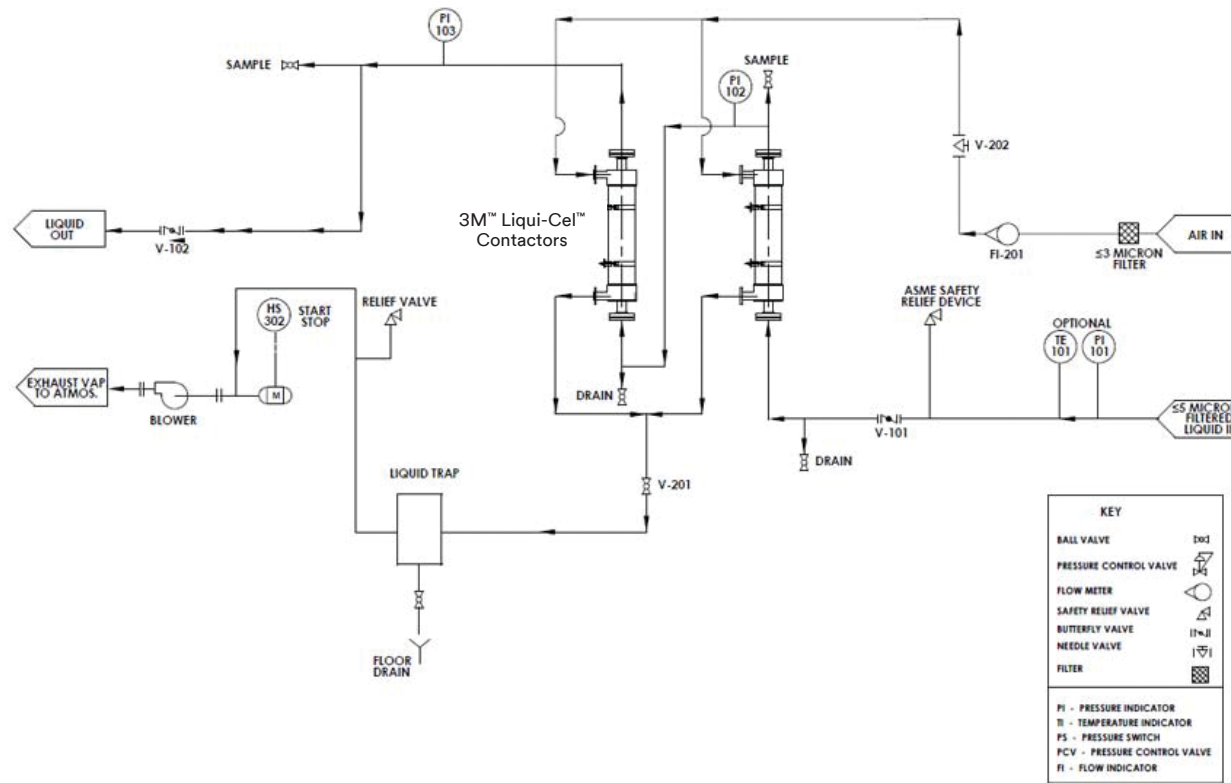 PI
103
SAMPLE
SAMPLE
PI
102
V-202
3M™ Liqui-Cel™
Contactors
LIQUID
OUT
V-102
AIR IN
FI-201
≤3 MICRON
FILTER
RELIEF VALVE
HS
302
START
STOP
ASME SAFETY
RELIEF DEVICE
OPTIONAL
TE
101
PI
101
EXHAUST VAP
TO ATMOS.
M
BLOWER
DRAIN
≤5 MICRO
FILTERED
LIQUID I
V-101
DRAIN
LIQUID TRAP
V-201
FLOOR
DRAIN
KEY
BALL VALVE
PRESSURE CONTROL VALVE
FLOW METER
SAFETY RELIEF VALVE
BUTTERFLY VALVE
NEEDLE VALVE
FILTER
PI - PRESSURE INDICATOR
TI - TEMPERATURE INDICATOR
PS - PRESSURE SWITCH
PCV - PRESSURE CONTROL VALVE
FI - FLOW INDICATOR